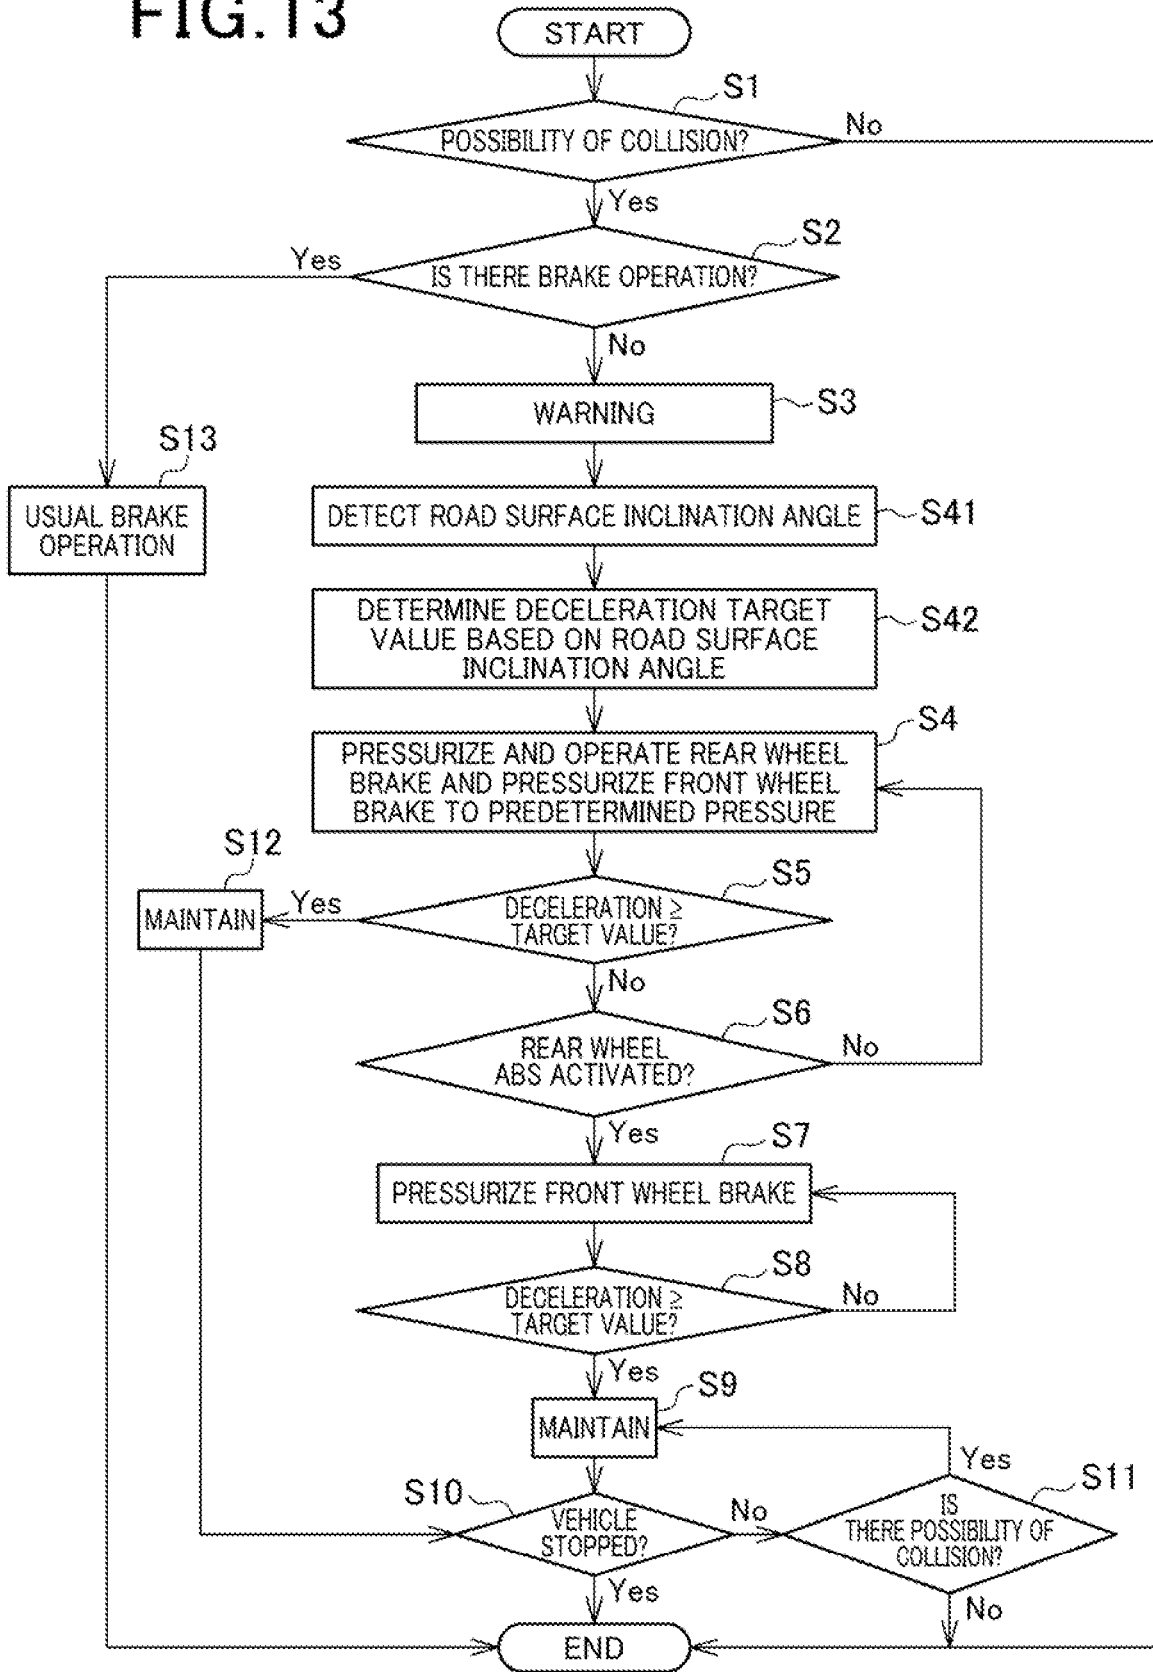 FIG.13
START
S1
POSSIBILITY OF COLLISION?
No
Yes
S2
Yes
IS THERE BRAKE OPERATION?
No
WARNING
S3
S13
USUAL BRAKE
OPERATION
DETECT ROAD SURFACE INCLINATION ANGLE
S41
DETERMINE DECELERATION TARGET
VALUE BASED ON ROAD SURFACE
INCLINATION ANGLE
S42
S4
PRESSURIZE AND OPERATE REAR WHEEL
BRAKE AND PRESSURIZE FRONT WHEEL
BRAKE TO PREDETERMINED PRESSURE
S12
MAINTAIN
Yes
S5
DECELERATION ≥
TARGET VALUE?
No
S6
REAR WHEEL
ABS ACTIVATED?
No
Yes
S7
PRESSURIZE FRONT WHEEL BRAKE
S8
DECELERATION ≥
TARGET VALUE?
No
Yes
S9
MAINTAIN
S10
VEHICLE
STOPPED?
No
Yes
Yes
S11
IS
THERE POSSIBILITY OF
COLLISION?
No
END